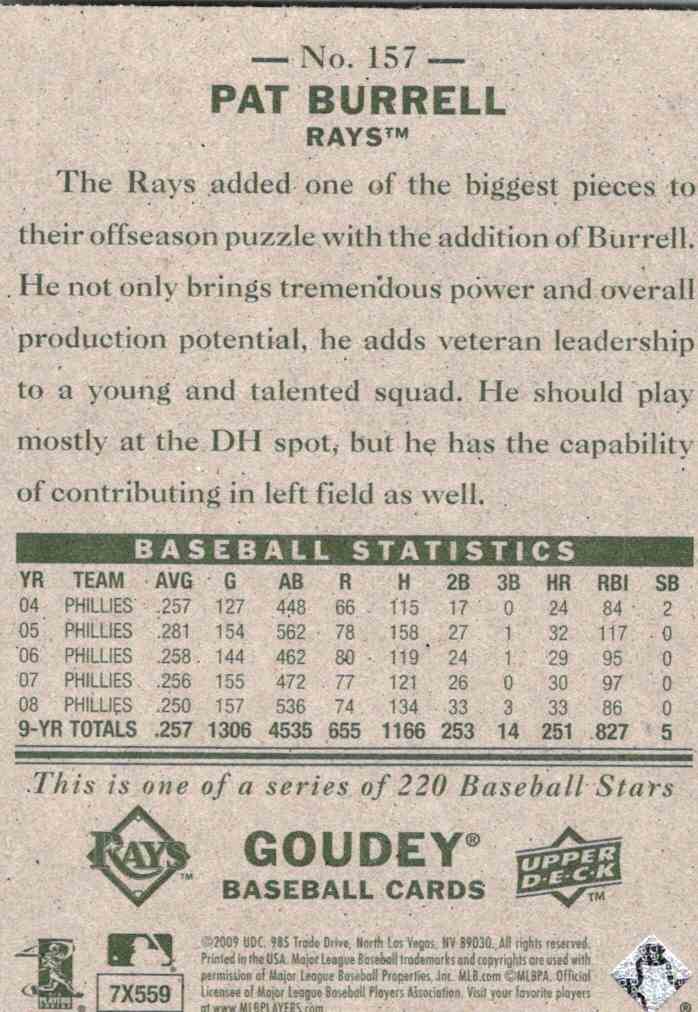 — No. 157 —
PAT BURRELL
RAYS™
The Rays added one of the biggest pieces to
their offseason puzzle with the addition of Burrell.
He not only brings tremendous power and overall
production potential, he adds veteran leadership
to a young and talented squad. He should play
mostly at the DH spot, but he has the capability
of contributing in left field as well.
BASEBALL STATISTICS
YR TEAM AVG G AB R H 2B 3B HR RBI SB
04 PHILLIES .257 127 448 66 115 17 0 24 84 2
05 PHILLIES .281 154 562 78 158 27 1 32 117 0
06 PHILLIES .258 144 462 80 119 24 1 29 95 0
07 PHILLIES .256 155 472 77 121 26 0 30 97 0
08 PHILLIES .250 157 536 74 134 33 3 33 86 0
9-YR TOTALS .257 1306 4535 655 1166 253 14 251 827 5
This is one of a series of 220 Baseball Stars
RAYS™
GOUDEY®
BASEBALL CARDS
UPPER
DECK™
7X559
©2009 UDC. 985 Trade Drive, North Las Vegas, NV 89030. All rights reserved.
Printed in the USA. Major League Baseball trademarks and copyrights are used with
permission of Major League Baseball Properties, Inc. MLB.com ©MLBPA. Official
Licensee of Major League Baseball Players Association. Visit your favorite players
at www.MLBPLAYERS.com